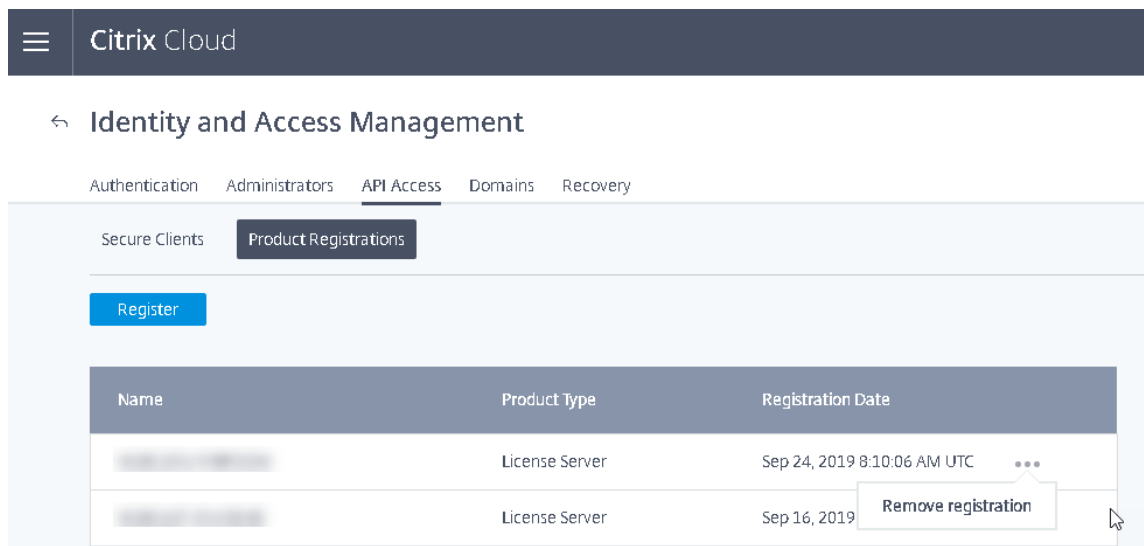 Citrix Cloud
Identity and Access Management
Authentication Administrators API Access Domains Recovery
Secure Clients Product Registrations
Register
Name Product Type Registration Date
License Server Sep 24, 2019 8:10:06 AM UTC
Remove registration
License Server Sep 16, 2019